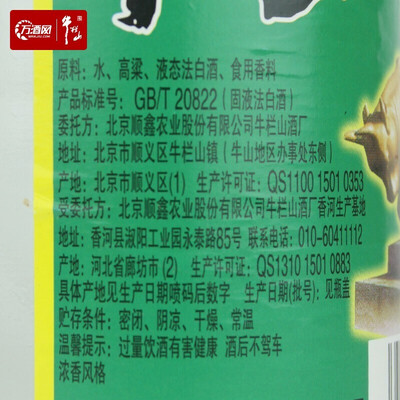 万酒网 牛栏山
原料：水、高粱、液态法白酒、食用香料
产品标准号：GB/T 20822（固液法白酒）
委托方：北京顺鑫农业股份有限公司牛栏山酒厂
地址：北京市顺义区牛栏山镇（牛山地区办事处东侧）
产地：北京市顺义区(1) 生产许可证：QS1100 1501 0353
受委托方：北京顺鑫农业股份有限公司牛栏山酒厂香河生产基地
地址：香河县淑阳工业园永泰路85号 联系电话：010-60411112
产地：河北省廊坊市（2）生产许可证：QS1310 1501 0883
具体产地见生产日期喷码后数字 生产日期(批号)：见瓶盖
贮存条件：密闭、阴凉、干燥、常温
温馨提示：过量饮酒有害健康 酒后不驾车
浓香风格